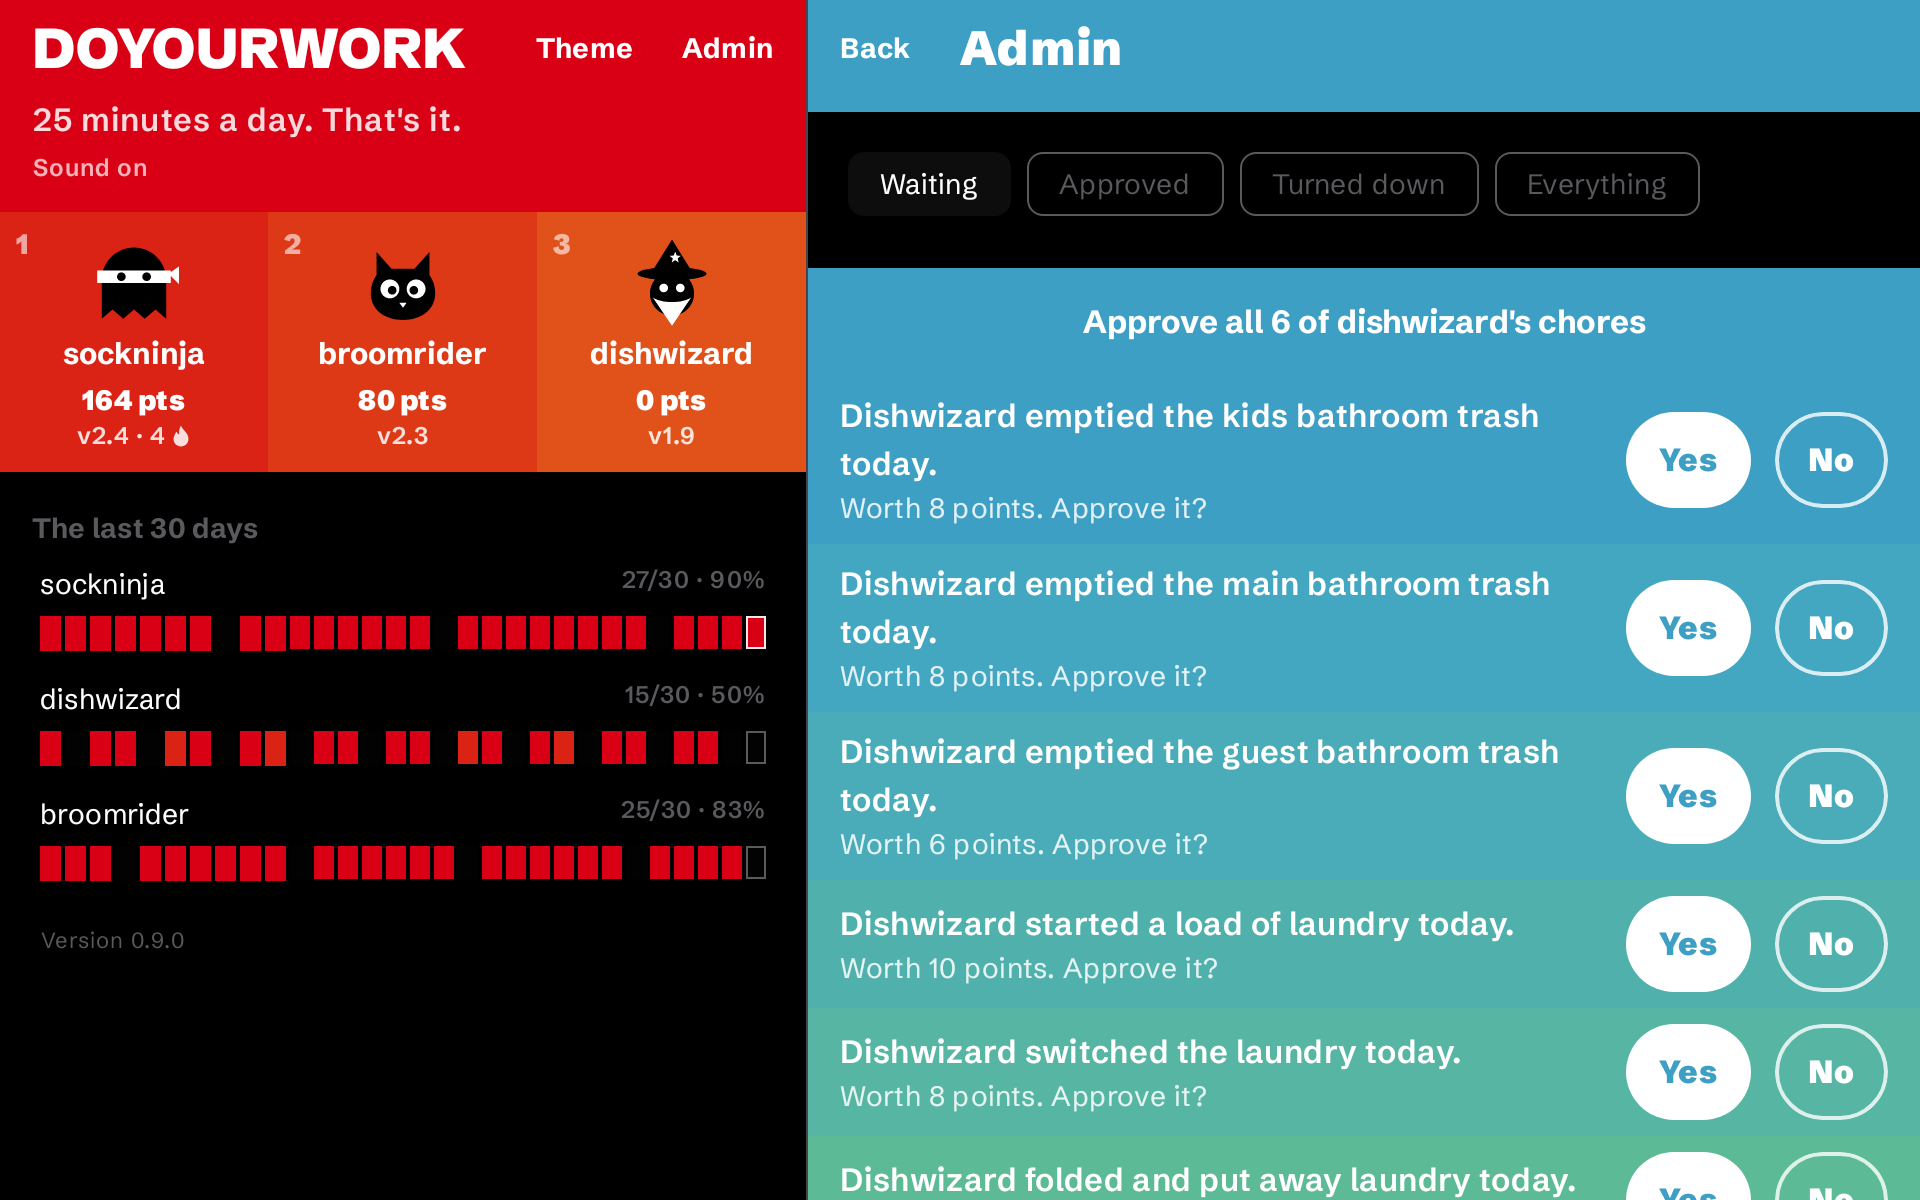 DOYOURWORK
Theme
Admin
25 minutes a day. That's it.
Sound on
1
sockninja
164 pts
v2.4 · 4
2
broomrider
80 pts
v2.3
3
dishwizard
0 pts
v1.9
The last 30 days
sockninja
27/30 · 90%
dishwizard
15/30 · 50%
broomrider
25/30 · 83%
Version 0.9.0
Back
Admin
Waiting
Approved
Turned down
Everything
Approve all 6 of dishwizard's chores
Dishwizard emptied the kids bathroom trash
today.
Worth 8 points. Approve it?
Yes
No
Dishwizard emptied the main bathroom trash
today.
Worth 8 points. Approve it?
Yes
No
Dishwizard emptied the guest bathroom trash
today.
Worth 6 points. Approve it?
Yes
No
Dishwizard started a load of laundry today.
Worth 10 points. Approve it?
Yes
No
Dishwizard switched the laundry today.
Worth 8 points. Approve it?
Yes
No
Dishwizard folded and put away laundry today.
Yes
No